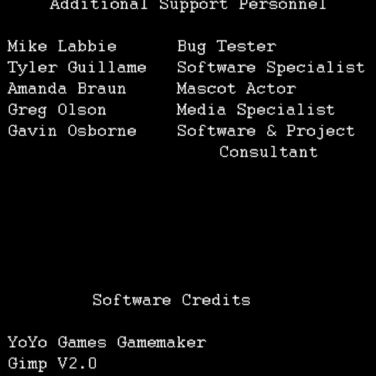 Additional Support Personnel
Mike Labbie Bug Tester
Tyler Guillame Software Specialist
Amanda Braun Mascot Actor
Greg Olson Media Specialist
Gavin Osborne Software & Project
Consultant
Software Credits
YoYo Games Gamemaker
Gimp V2.0